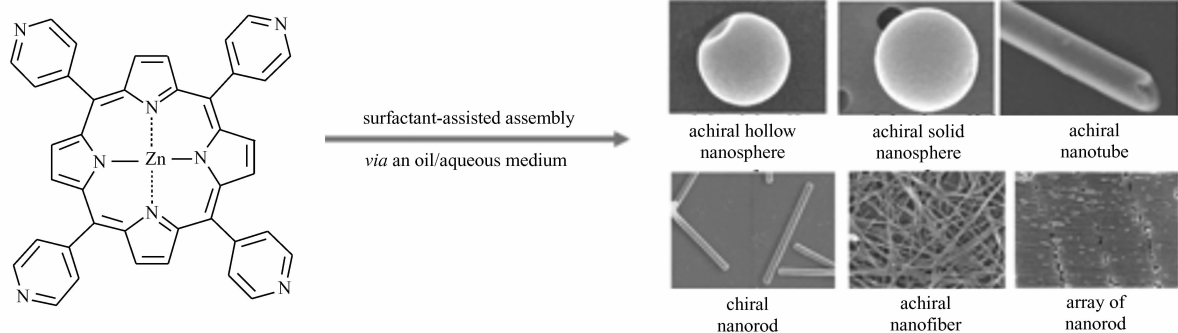 N
N
N
N
Zn
N
N
N
N
surfactant-assisted assembly
via an oil/aqueous medium
achiral hollow
nanosphere
achiral solid
nanosphere
achiral
nanotube
chiral
nanorod
achiral
nanofiber
array of
nanorod